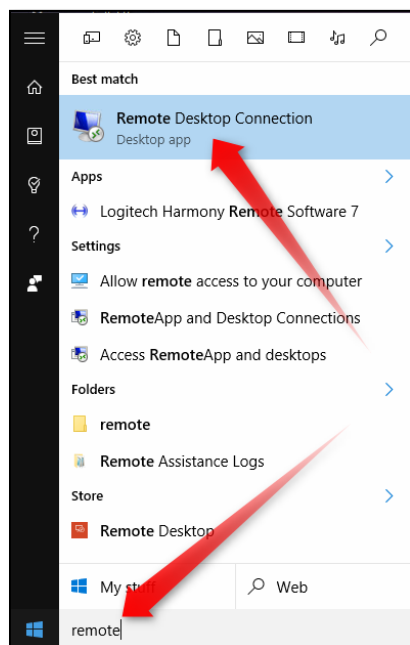 Best match
Remote Desktop Connection
Desktop app
Apps
Logitech Harmony Remote Software 7
Settings
Allow remote access to your computer
RemoteApp and Desktop Connections
Access RemoteApp and desktops
Folders
remote
Remote Assistance Logs
Store
Remote Desktop
My stuff
Web
remote